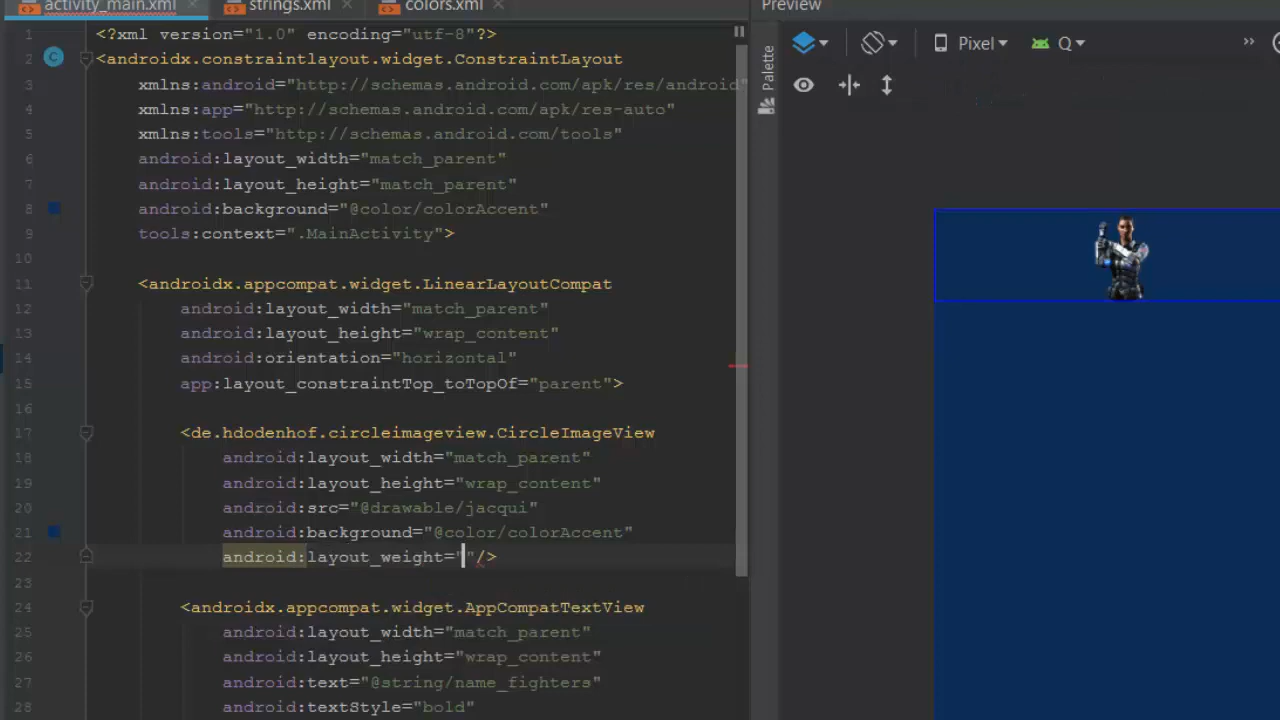 activity_main.xml
strings.xml
colors.xml
Preview
1 <?xml version="1.0" encoding="utf-8"?>
2 <androidx.constraintlayout.widget.ConstraintLayout
3 xmlns:android="http://schemas.android.com/apk/res/android"
4 xmlns:app="http://schemas.android.com/apk/res-auto"
5 xmlns:tools="http://schemas.android.com/tools"
6 android:layout_width="match_parent"
7 android:layout_height="match_parent"
8 android:background="@color/colorAccent"
9 tools:context=".MainActivity">
10
11 <androidx.appcompat.widget.LinearLayoutCompat
12 android:layout_width="match_parent"
13 android:layout_height="wrap_content"
14 android:orientation="horizontal"
15 app:layout_constraintTop_toTopOf="parent">
16
17 <de.hdodenhof.circleimageview.CircleImageView
18 android:layout_width="match_parent"
19 android:layout_height="wrap_content"
20 android:src="@drawable/jacqui"
21 android:background="@color/colorAccent"
22 android:layout_weight=""/>
23
24 <androidx.appcompat.widget.AppCompatTextView
25 android:layout_width="match_parent"
26 android:layout_height="wrap_content"
27 android:text="@string/name_fighters"
28 android:textStyle="bold"
Palette
Pixel
Q